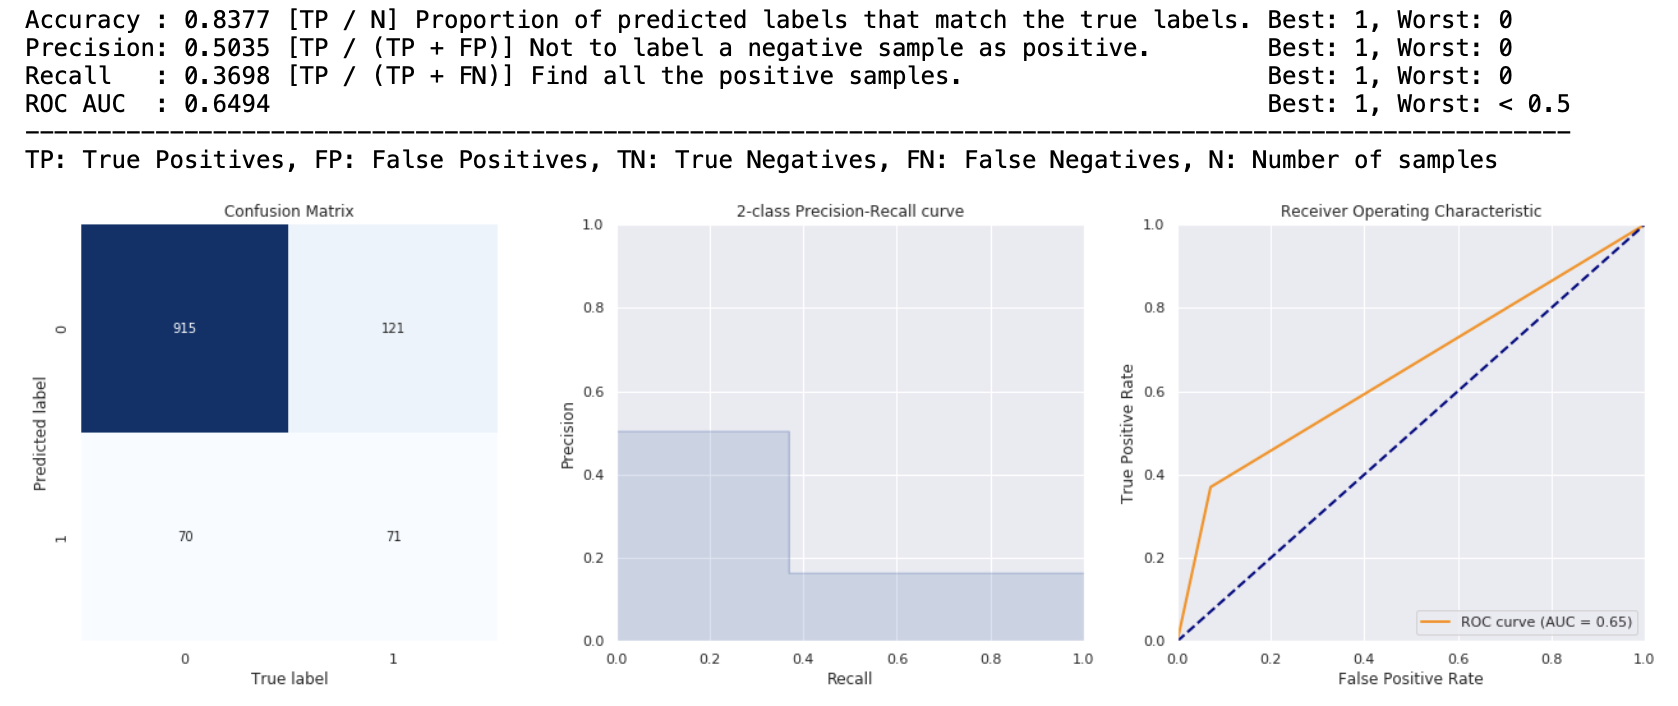 Accuracy : 0.8377 [TP / N] Proportion of predicted labels that match the true labels. Best: 1, Worst: 0
Precision: 0.5035 [TP / (TP + FP)] Not to label a negative sample as positive.        Best: 1, Worst: 0
Recall   : 0.3698 [TP / (TP + FN)] Find all the positive samples.                     Best: 1, Worst: 0
ROC AUC  : 0.6494                                                                     Best: 1, Worst: < 0.5
-----------------------------------------------------------------------------------------------------------
TP: True Positives, FP: False Positives, TN: True Negatives, FN: False Negatives, N: Number of samples
Confusion Matrix
Predicted label
0
1
915
121
70
71
0
1
True label
2-class Precision-Recall curve
Precision
1.0
0.8
0.6
0.4
0.2
0.0
0.0
0.2
0.4
0.6
0.8
1.0
Recall
Receiver Operating Characteristic
True Positive Rate
1.0
0.8
0.6
0.4
0.2
0.0
ROC curve (AUC = 0.65)
0.0
0.2
0.4
0.6
0.8
1.0
False Positive Rate